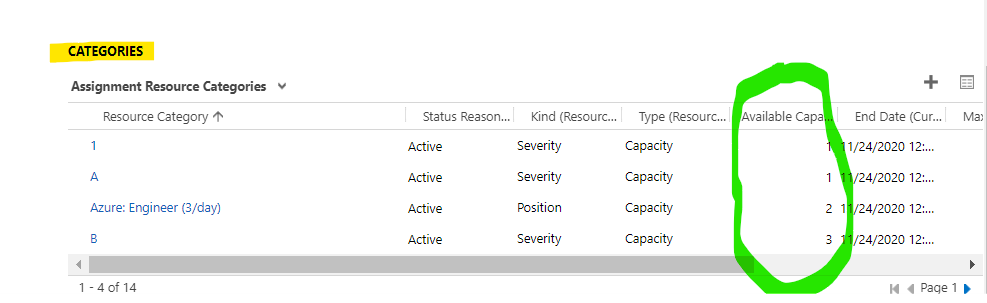 CATEGORIES
Assignment Resource Categories
Resource Category Status Reason... Kind (Resourc... Type (Resourc... Available Capa... End Date (Cur... Max
1 Active Severity Capacity 1 11/24/2020 12:...
A Active Severity Capacity 1 11/24/2020 12:...
Azure: Engineer (3/day) Active Position Capacity 2 11/24/2020 12:...
B Active Severity Capacity 3 11/24/2020 12:...
1 - 4 of 14 Page 1